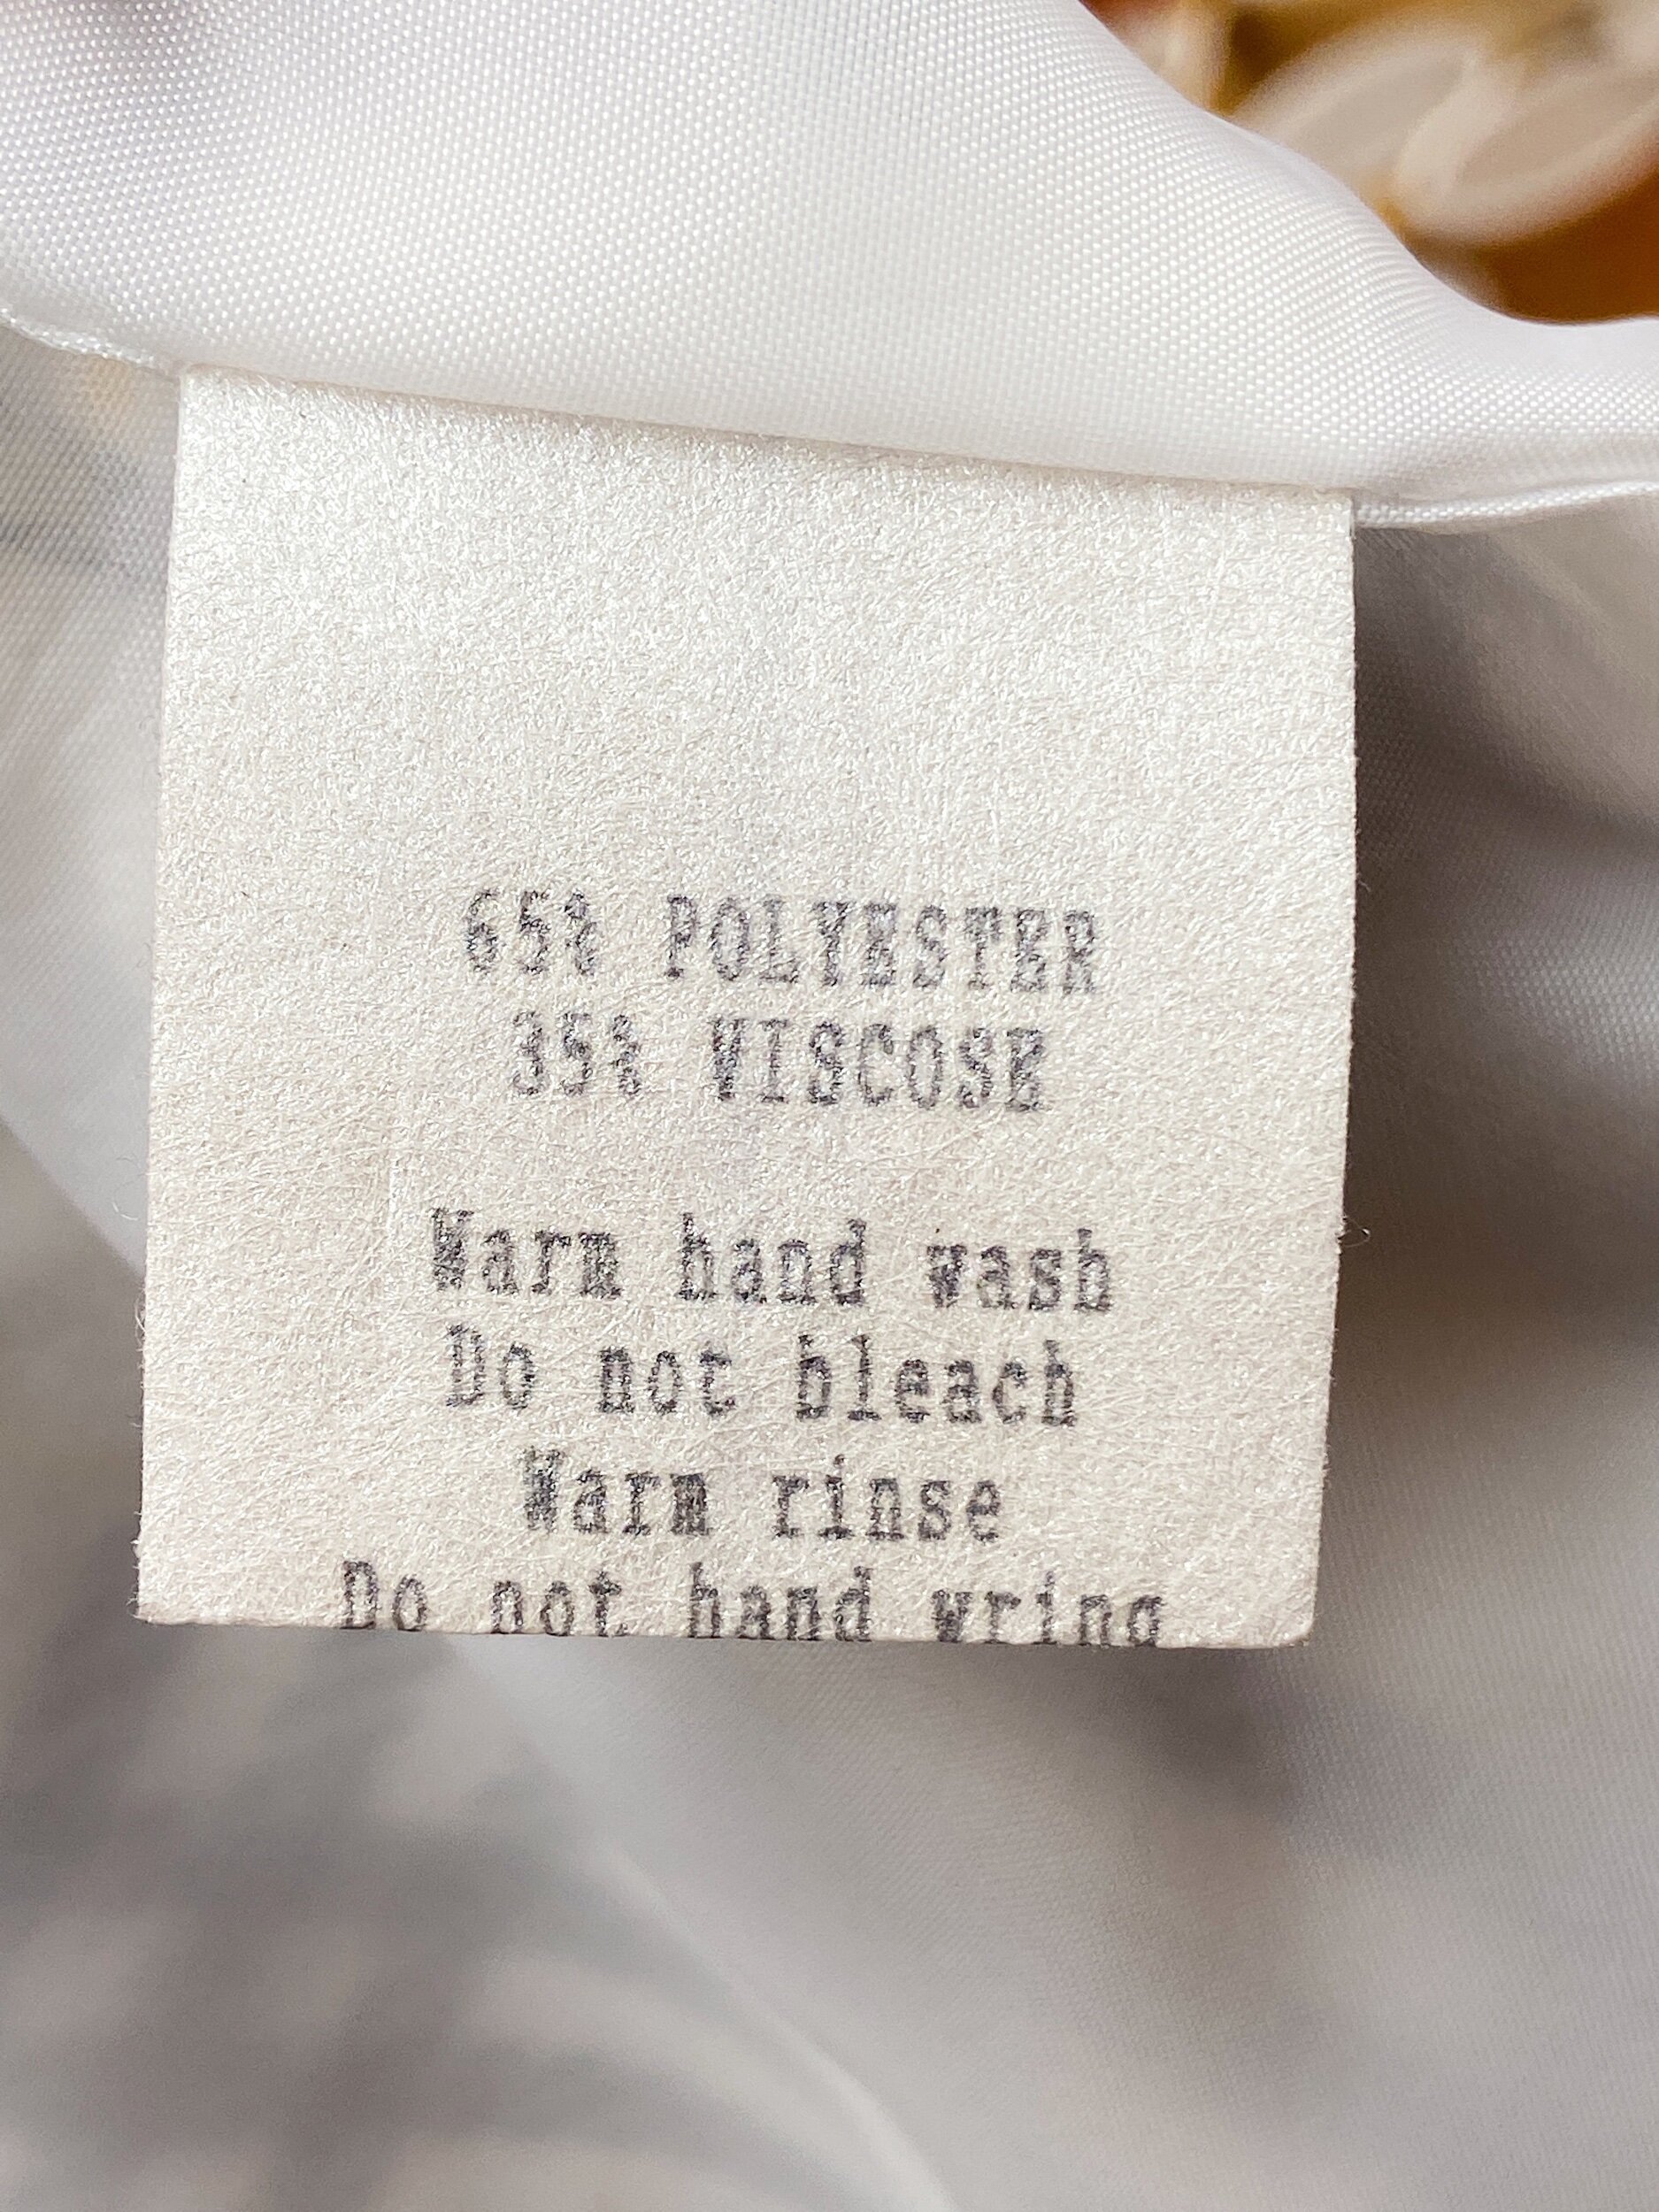 65% POLYESTER
35% VISCOSE
Warm hand wash
Do not bleach
Warm rinse
Do not hand wring